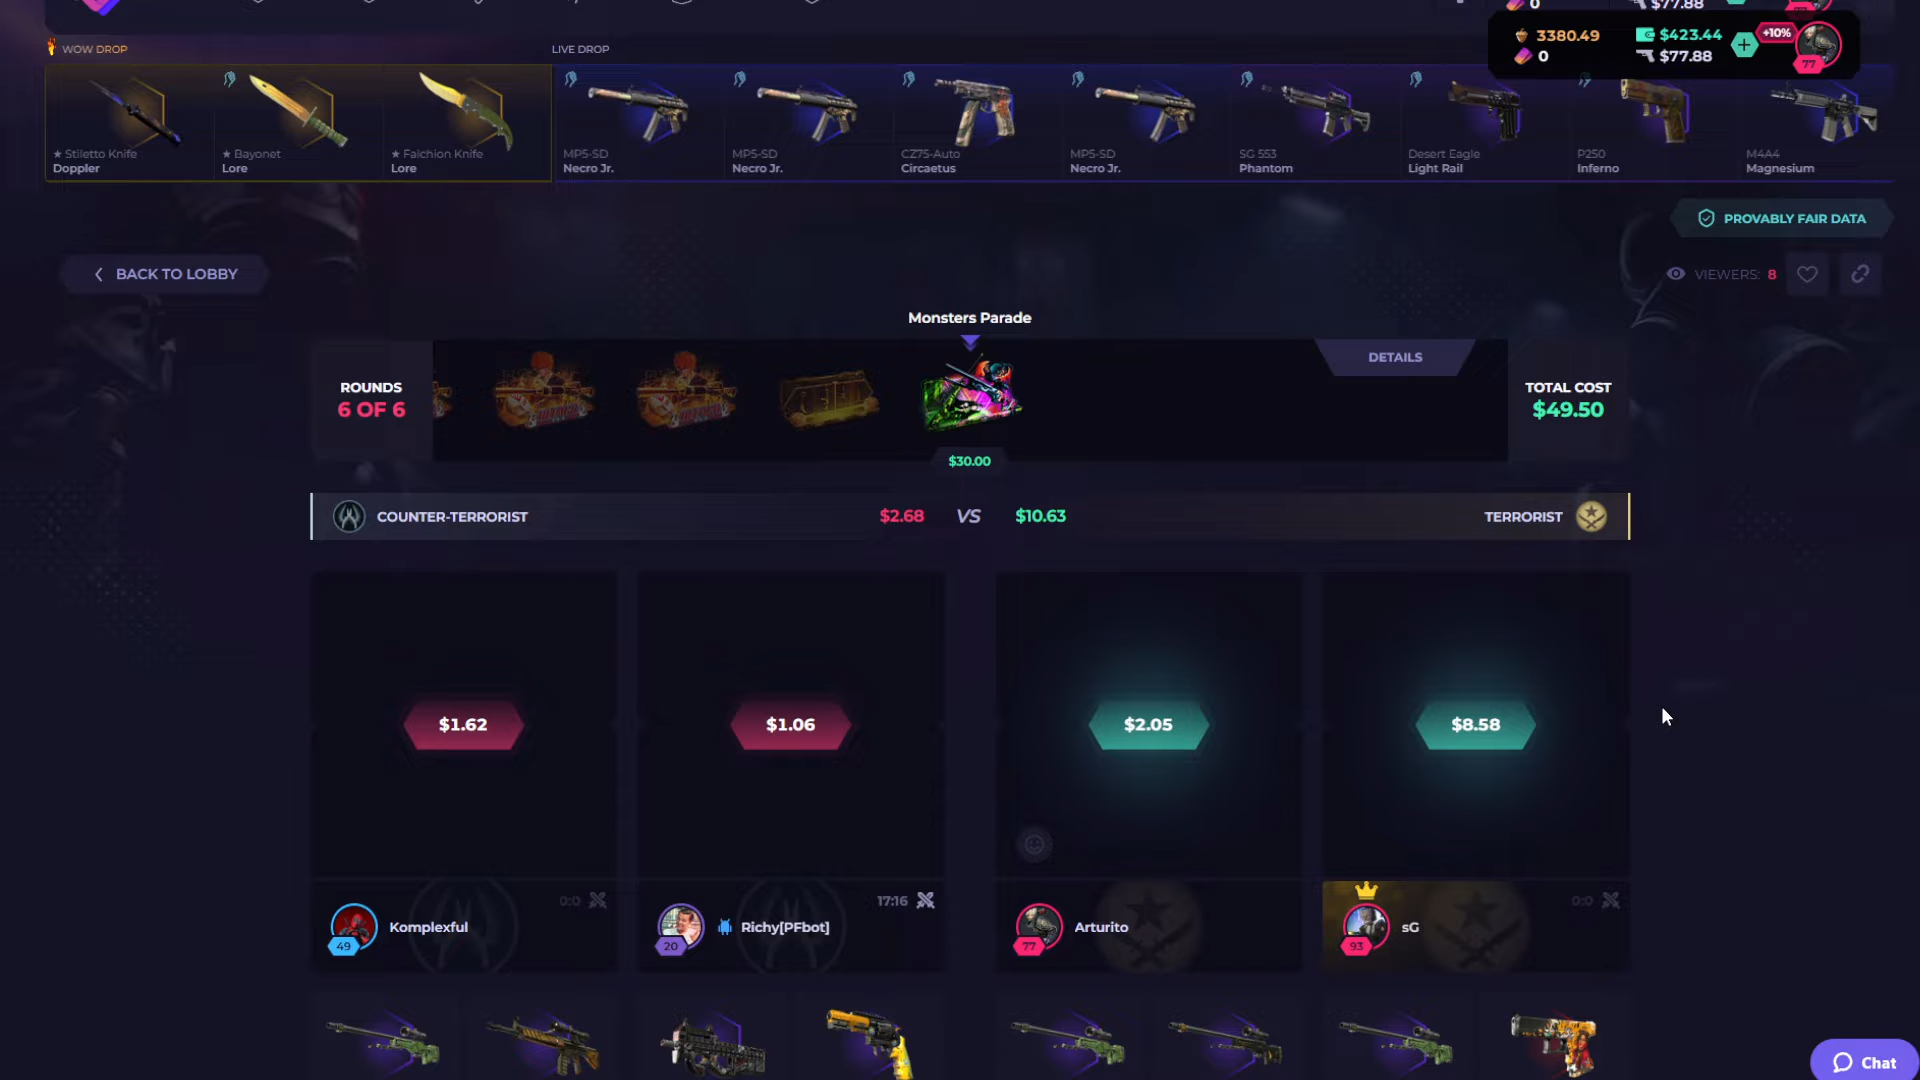 0
$77.88
3380.49
$423.44
+10%
0
$77.88
77
WOW DROP
LIVE DROP
★ Stiletto Knife
Doppler
★ Bayonet
Lore
★ Falchion Knife
Lore
MP5-SD
Necro Jr.
MP5-SD
Necro Jr.
CZ75-Auto
Circaetus
MP5-SD
Necro Jr.
SG 553
Phantom
Desert Eagle
Light Rail
P250
Inferno
M4A4
Magnesium
PROVABLY FAIR DATA
BACK TO LOBBY
VIEWERS: 8
Monsters Parade
ROUNDS
6 OF 6
DETAILS
TOTAL COST
$49.50
$30.00
COUNTER-TERRORIST
$2.68
VS
$10.63
TERRORIST
$1.62
$1.06
$2.05
$8.58
0:0
17:16
0:0
49
Komplexful
20
Richy[PFbot]
77
Arturito
93
sG
Chat